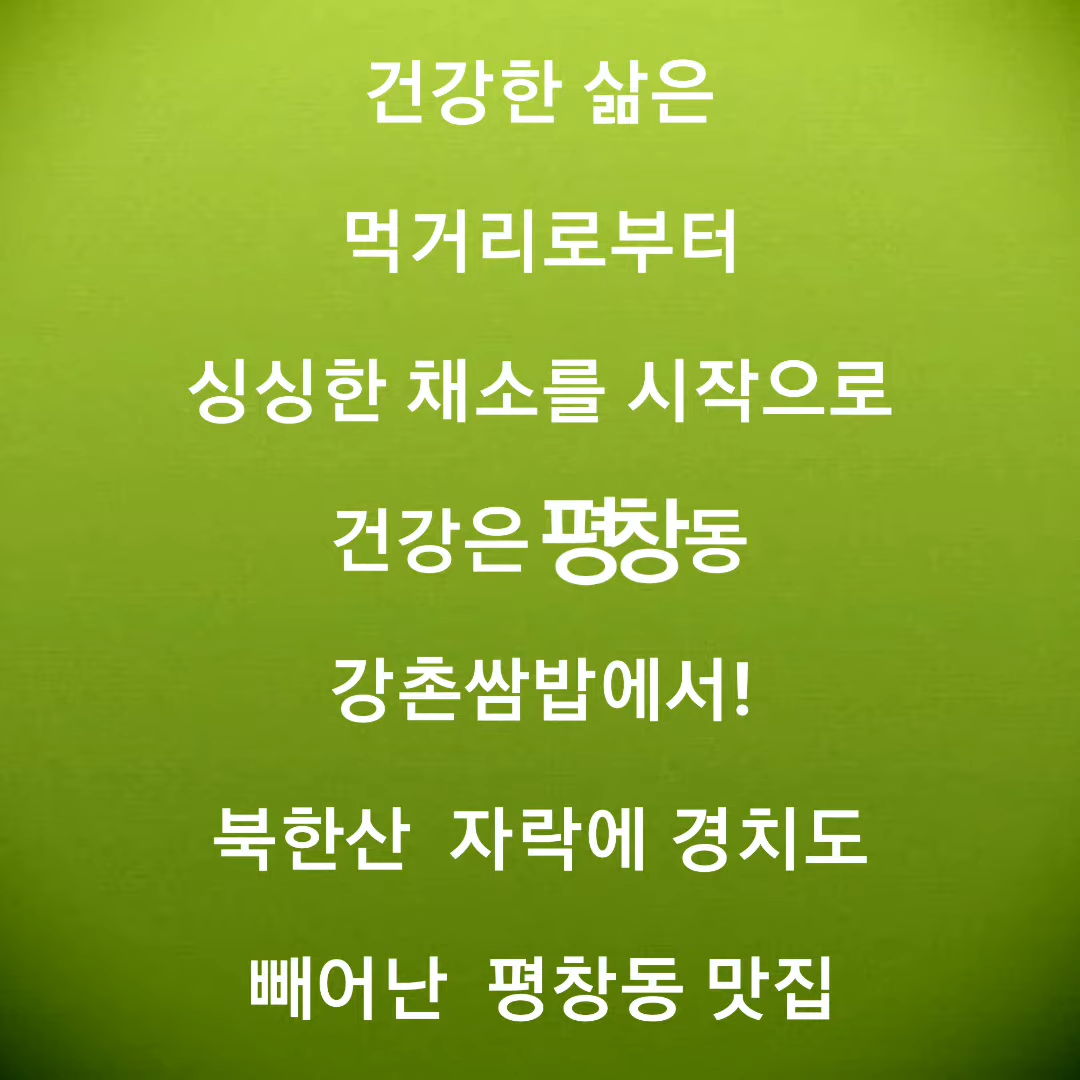 건강한 삶은
먹거리로부터
싱싱한 채소를 시작으로
건강은 평창동
강촌쌈밥에서!
북한산 자락에 경치도
빼어난 평창동 맛집